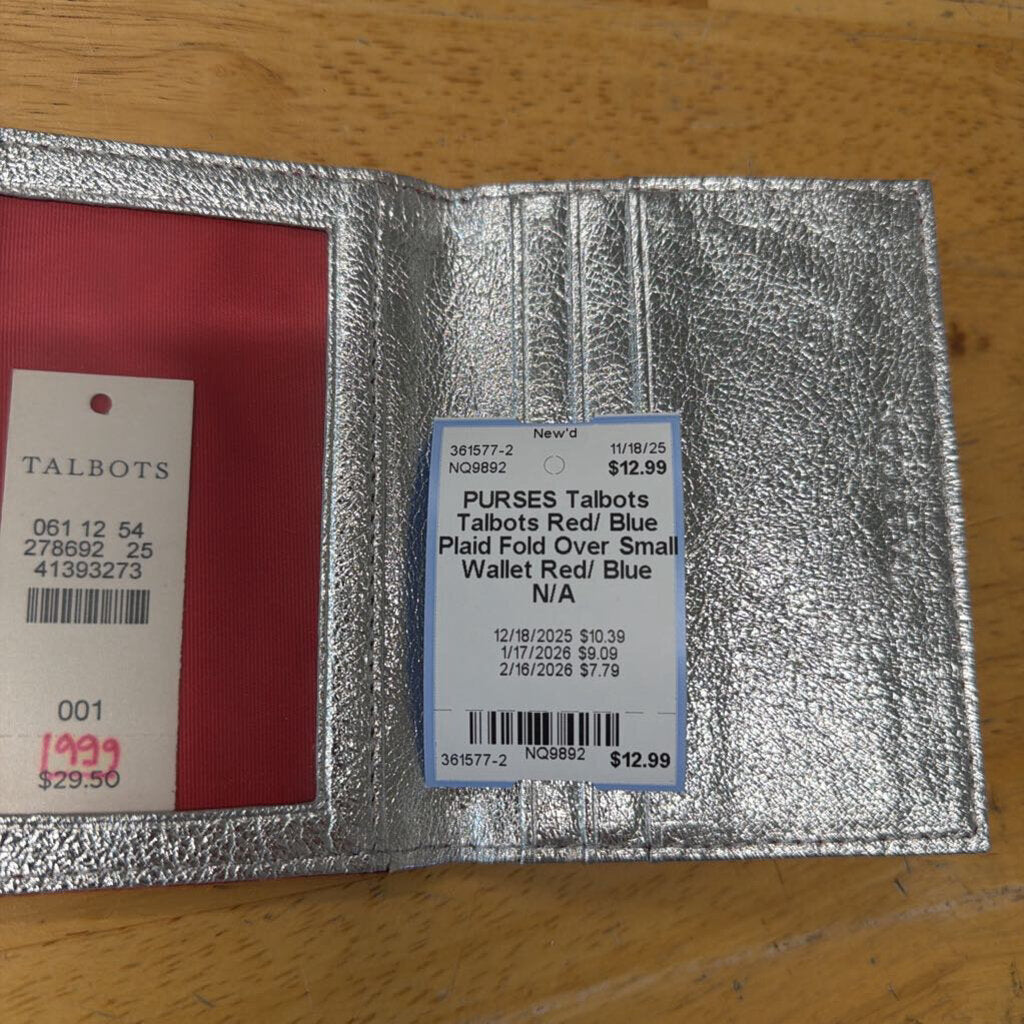 TALBOTS
061 12 54
278692 25
41393273
001
1999
$29.50
New'd
361577-2 11/18/25
NQ9892 $12.99
PURSES Talbots
Talbots Red/ Blue
Plaid Fold Over Small
Wallet Red/ Blue
N/A
12/18/2025 $10.39
1/17/2026 $9.09
2/16/2026 $7.79
361577-2 NQ9892 $12.99